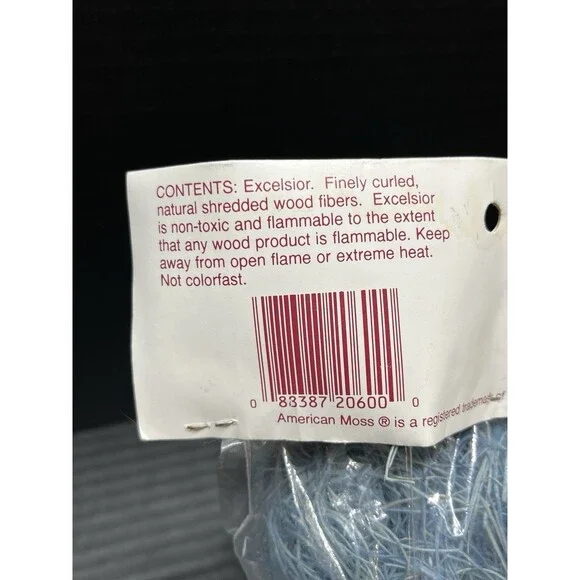 CONTENTS: Excelsior. Finely curled,
natural shredded wood fibers. Excelsior
is non-toxic and flammable to the extent
that any wood product is flammable. Keep
away from open flame or extreme heat.
Not colorfast.
0 83387 20600 0
American Moss ® is a registered trademark of